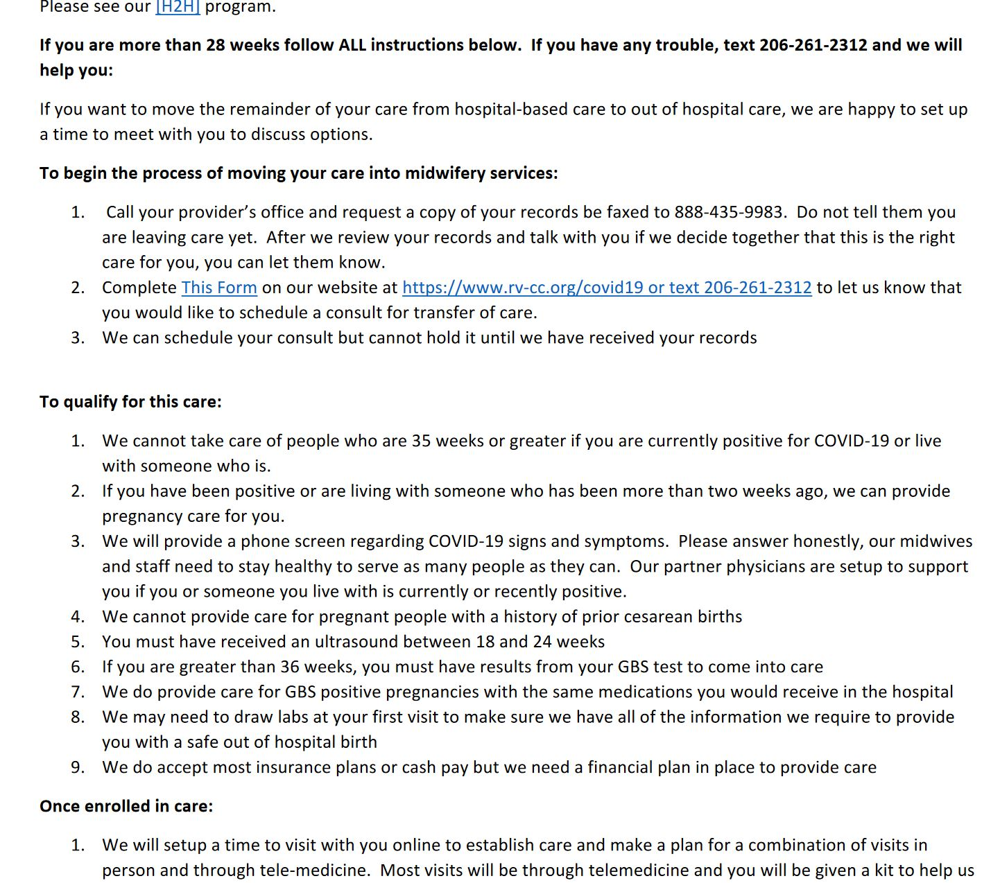 Please see our [H2H] program.
If you are more than 28 weeks follow ALL instructions below.  If you have any trouble, text 206-261-2312 and we will
help you:
If you want to move the remainder of your care from hospital-based care to out of hospital care, we are happy to set up
a time to meet with you to discuss options.
To begin the process of moving your care into midwifery services:
1.  Call your provider’s office and request a copy of your records be faxed to 888-435-9983.  Do not tell them you
are leaving care yet.  After we review your records and talk with you if we decide together that this is the right
care for you, you can let them know.
2. Complete This Form on our website at https://www.rv-cc.org/covid19 or text 206-261-2312 to let us know that
you would like to schedule a consult for transfer of care.
3. We can schedule your consult but cannot hold it until we have received your records
To qualify for this care:
1. We cannot take care of people who are 35 weeks or greater if you are currently positive for COVID-19 or live
with someone who is.
2. If you have been positive or are living with someone who has been more than two weeks ago, we can provide
pregnancy care for you.
3. We will provide a phone screen regarding COVID-19 signs and symptoms.  Please answer honestly, our midwives
and staff need to stay healthy to serve as many people as they can.  Our partner physicians are setup to support
you if you or someone you live with is currently or recently positive.
4. We cannot provide care for pregnant people with a history of prior cesarean births
5. You must have received an ultrasound between 18 and 24 weeks
6. If you are greater than 36 weeks, you must have results from your GBS test to come into care
7. We do provide care for GBS positive pregnancies with the same medications you would receive in the hospital
8. We may need to draw labs at your first visit to make sure we have all of the information we require to provide
you with a safe out of hospital birth
9. We do accept most insurance plans or cash pay but we need a financial plan in place to provide care
Once enrolled in care:
1. We will setup a time to visit with you online to establish care and make a plan for a combination of visits in
person and through tele-medicine.  Most visits will be through telemedicine and you will be given a kit to help us